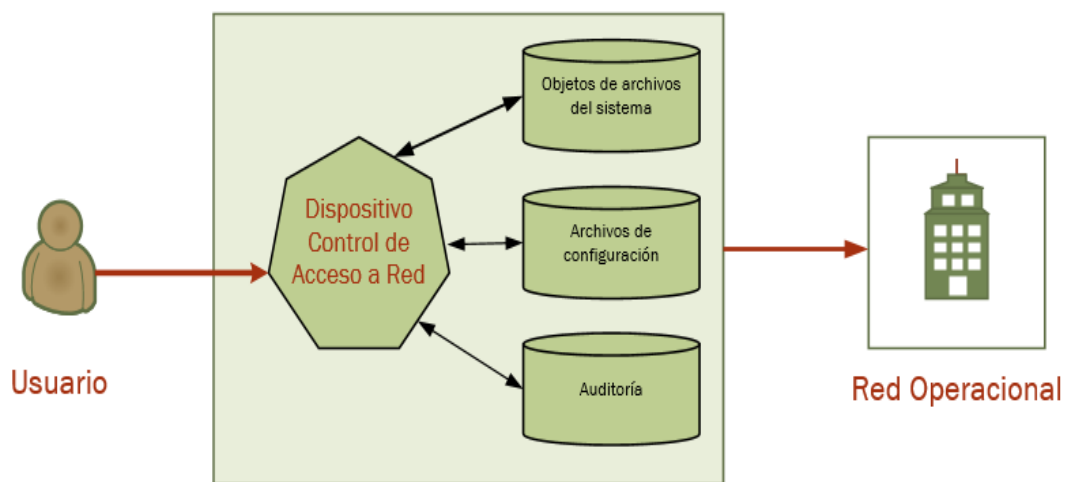 Usuario
Dispositivo
Control de
Acceso a Red
Objetos de archivos
del sistema
Archivos de
configuración
Auditoría
Red Operacional